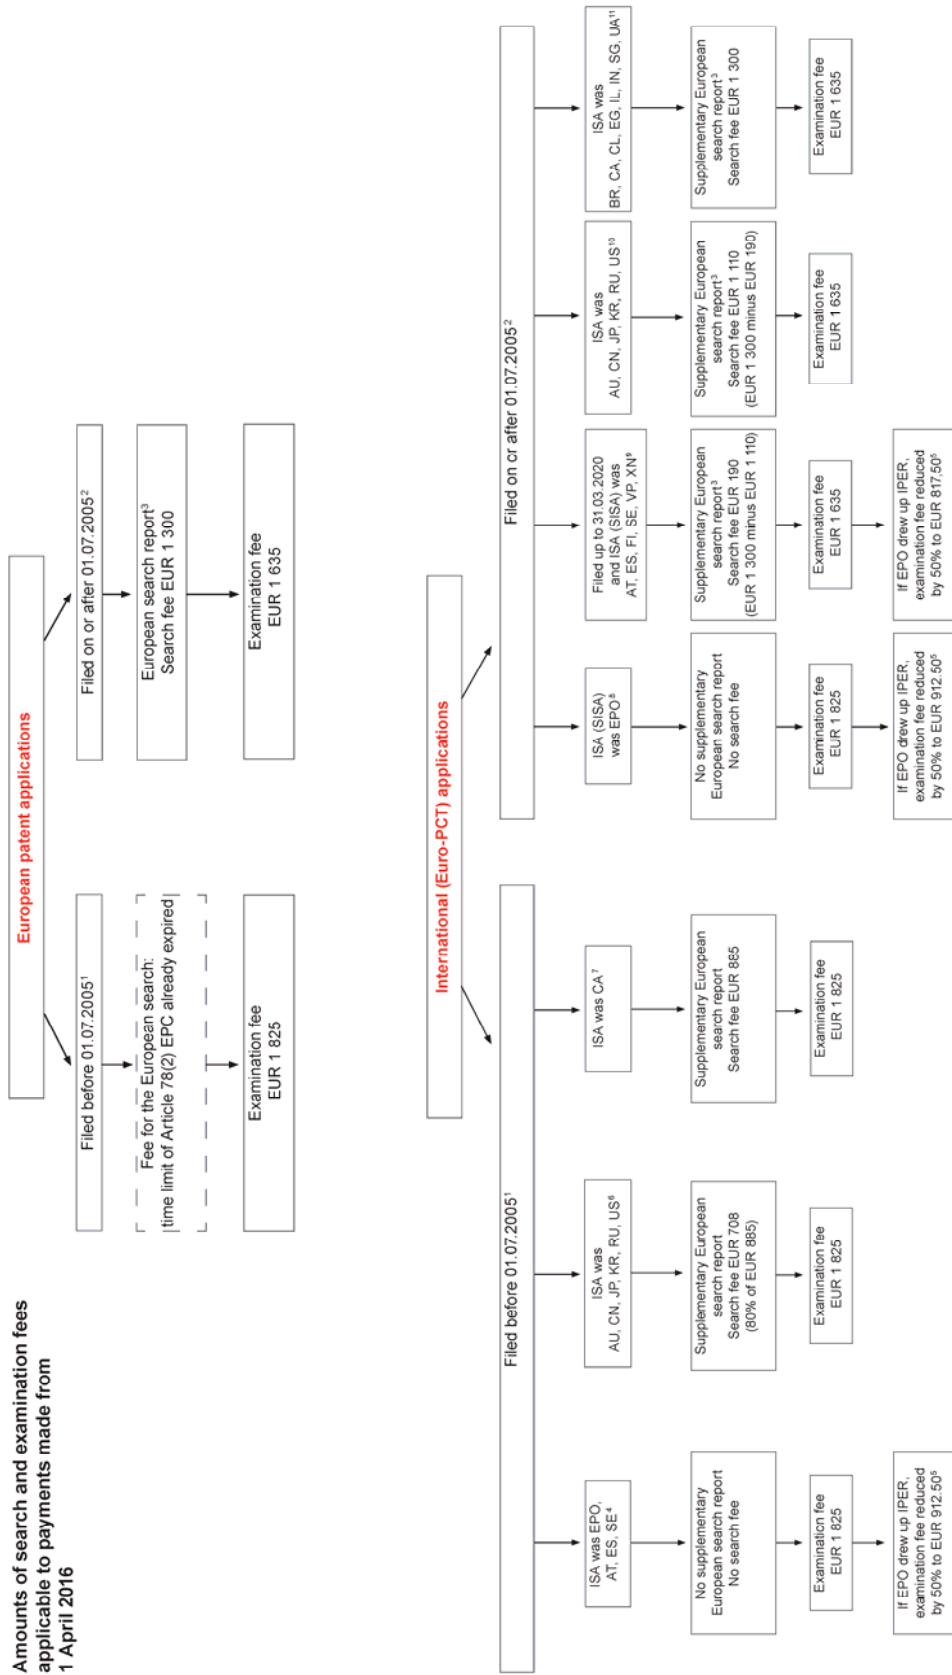 Amounts of search and examination fees
applicable to payments made from
1 April 2016
European patent applications
Filed before 01.07.2005¹
Fee for the European search:
time limit of Article 78(2) EPC already expired
Examination fee
EUR 1 825
Filed on or after 01.07.2005²
European search report³
Search fee EUR 1 300
Examination fee
EUR 1 635
International (Euro-PCT) applications
Filed before 01.07.2005¹
ISA was EPO,
AT, ES, SE⁴
No supplementary
European search report
No search fee
Examination fee
EUR 1 825
If EPO drew up IPER,
examination fee reduced
by 50% to EUR 912.50⁵
ISA was
AU, CN, JP, KR, RU, US⁶
Supplementary European
search report
Search fee EUR 708
(80% of EUR 885)
Examination fee
EUR 1 825
ISA was CA⁷
Supplementary European
search report
Search fee EUR 885
Examination fee
EUR 1 825
Filed on or after 01.07.2005²
ISA (SISA)
was EPO⁸
No supplementary
European search report
No search fee
Examination fee
EUR 1 825
If EPO drew up IPER,
examination fee reduced
by 50% to EUR 912.50⁵
Filed up to 31.03.2020
and ISA (SISA) was
AT, ES, FI, SE, VP, XN⁹
Supplementary European
search report³
Search fee EUR 190
(EUR 1 300 minus EUR 1 110)
Examination fee
EUR 1 635
If EPO drew up IPER,
examination fee reduced
by 50% to EUR 817,50⁵
ISA was
AU, CN, JP, KR, RU, US¹⁰
Supplementary European
search report³
Search fee EUR 1 110
(EUR 1 300 minus EUR 190)
Examination fee
EUR 1 635
ISA was
BR, CA, CL, EG, IL, IN, SG, UA¹¹
Supplementary European
search report³
Search fee EUR 1 300
Examination fee
EUR 1 635